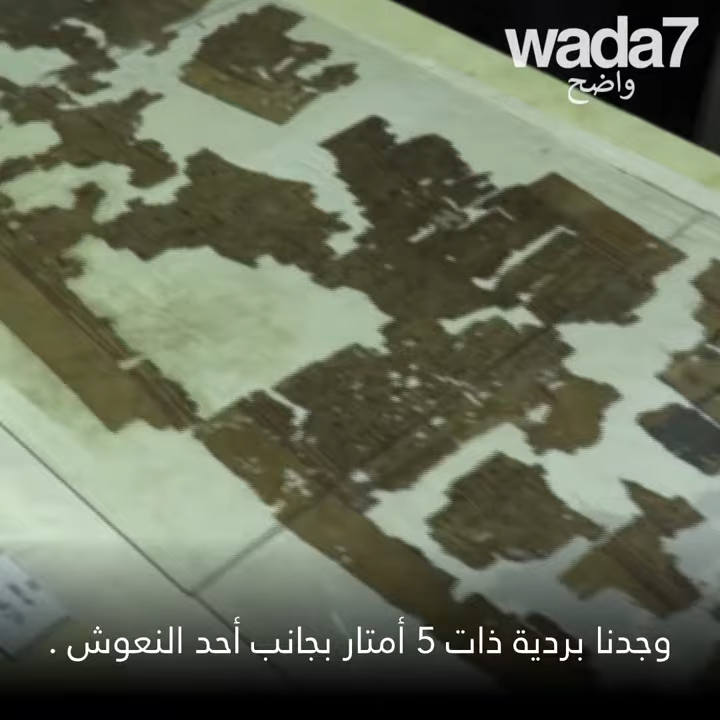 wada7
واضح
وجدنا بردية ذات 5 أمتار بجانب أحد النعوش .